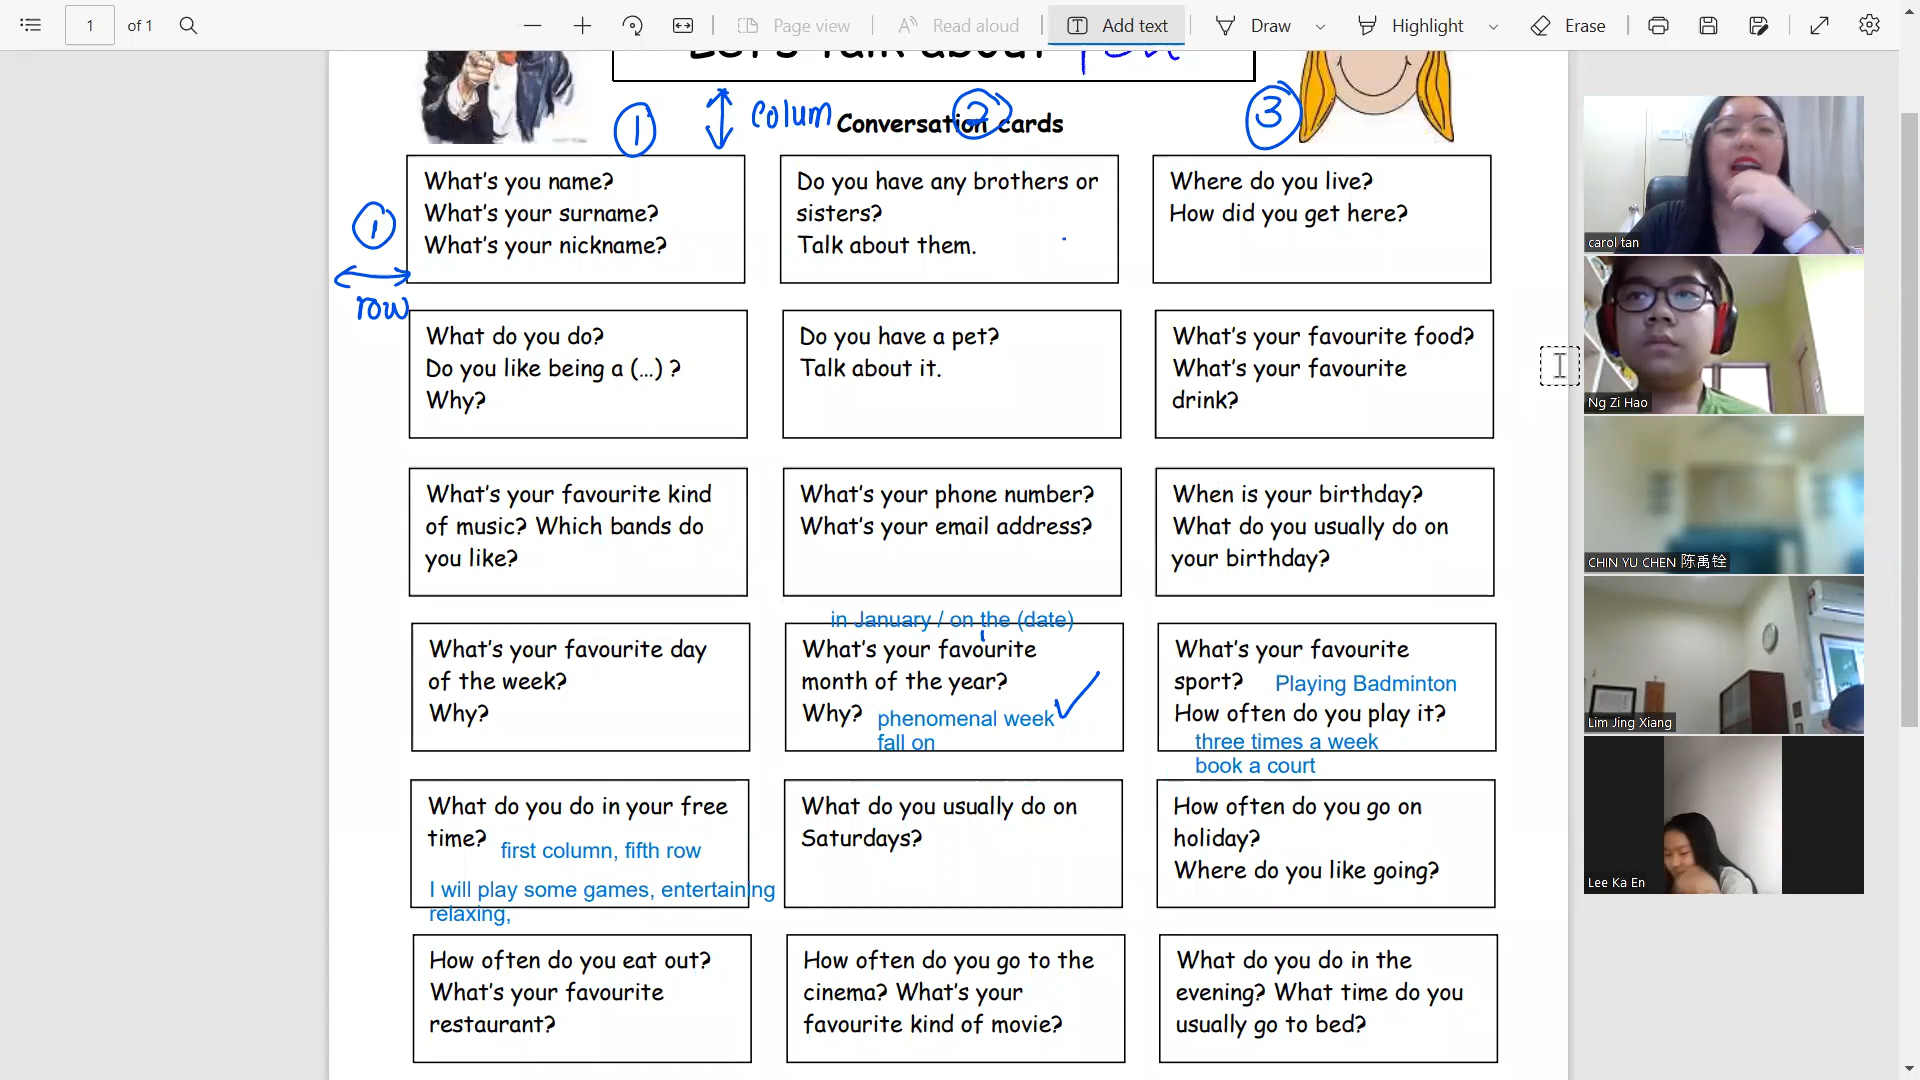 1
of 1
Page view
Read aloud
Add text
Draw
Highlight
Erase
Let's talk about you
1
colum
2
3
Conversation cards
1
row
What's you name?
What's your surname?
What's your nickname?
Do you have any brothers or
sisters?
Talk about them.
Where do you live?
How did you get here?
What do you do?
Do you like being a (…) ?
Why?
Do you have a pet?
Talk about it.
What's your favourite food?
What's your favourite
drink?
What's your favourite kind
of music? Which bands do
you like?
What's your phone number?
What's your email address?
When is your birthday?
What do you usually do on
your birthday?
What's your favourite day
of the week?
Why?
in January / on the (date)
What's your favourite
month of the year?
Why?
phenomenal week
fall on
What's your favourite
sport?
Playing Badminton
How often do you play it?
three times a week
book a court
What do you do in your free
time?
first column, fifth row
I will play some games, entertaining
relaxing,
What do you usually do on
Saturdays?
How often do you go on
holiday?
Where do you like going?
How often do you eat out?
What's your favourite
restaurant?
How often do you go to the
cinema? What's your
favourite kind of movie?
What do you do in the
evening? What time do you
usually go to bed?
carol tan
Ng Zi Hao
CHIN YU CHEN 陈禹铨
Lim Jing Xiang
Lee Ka En